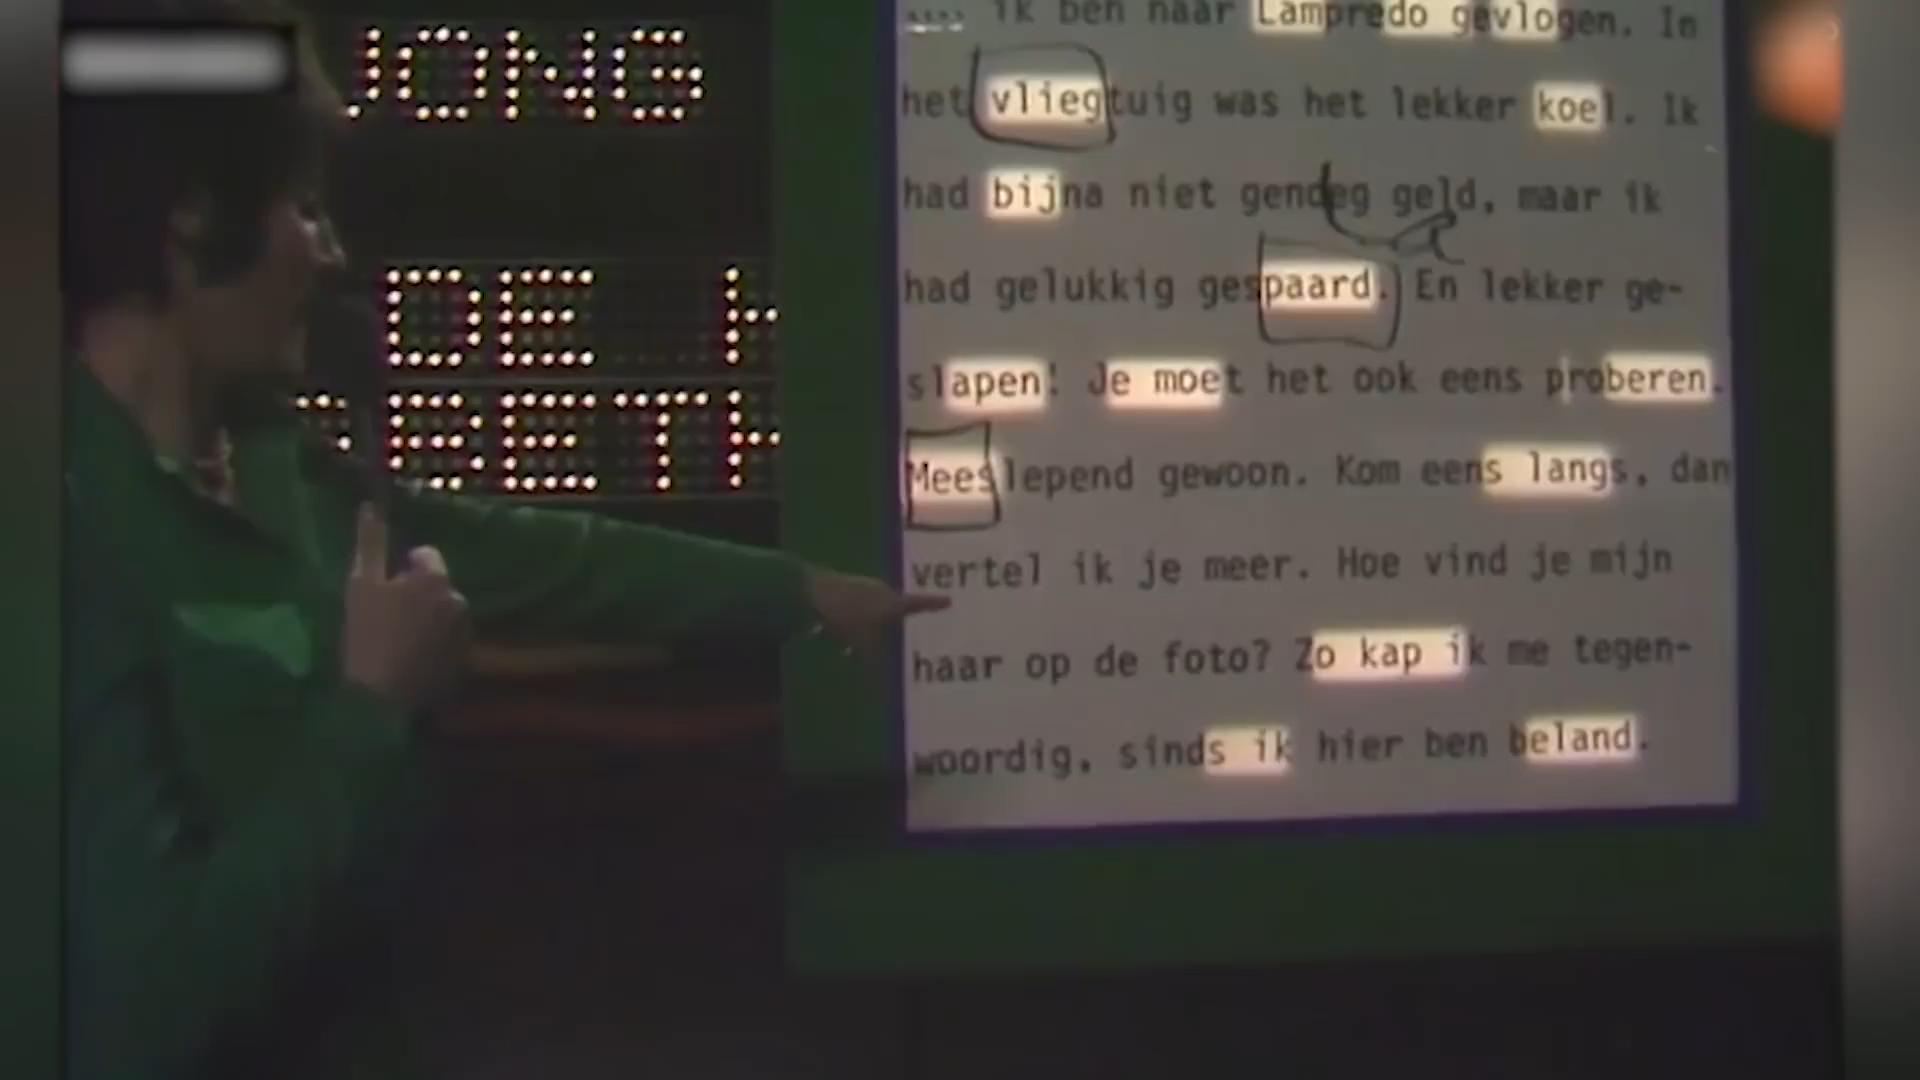 JONG
DE
BETH
ik ben naar Lampredo gevlogen. In
het vliegtuig was het lekker koel. Ik
had bijna niet genoeg geld, maar ik
had gelukkig gespaard. En lekker ge-
slapen! Je moet het ook eens proberen.
Meeslepend gewoon. Kom eens langs, dan
vertel ik je meer. Hoe vind je mijn
haar op de foto? Zo kap ik me tegen-
woordig, sinds ik hier ben beland.